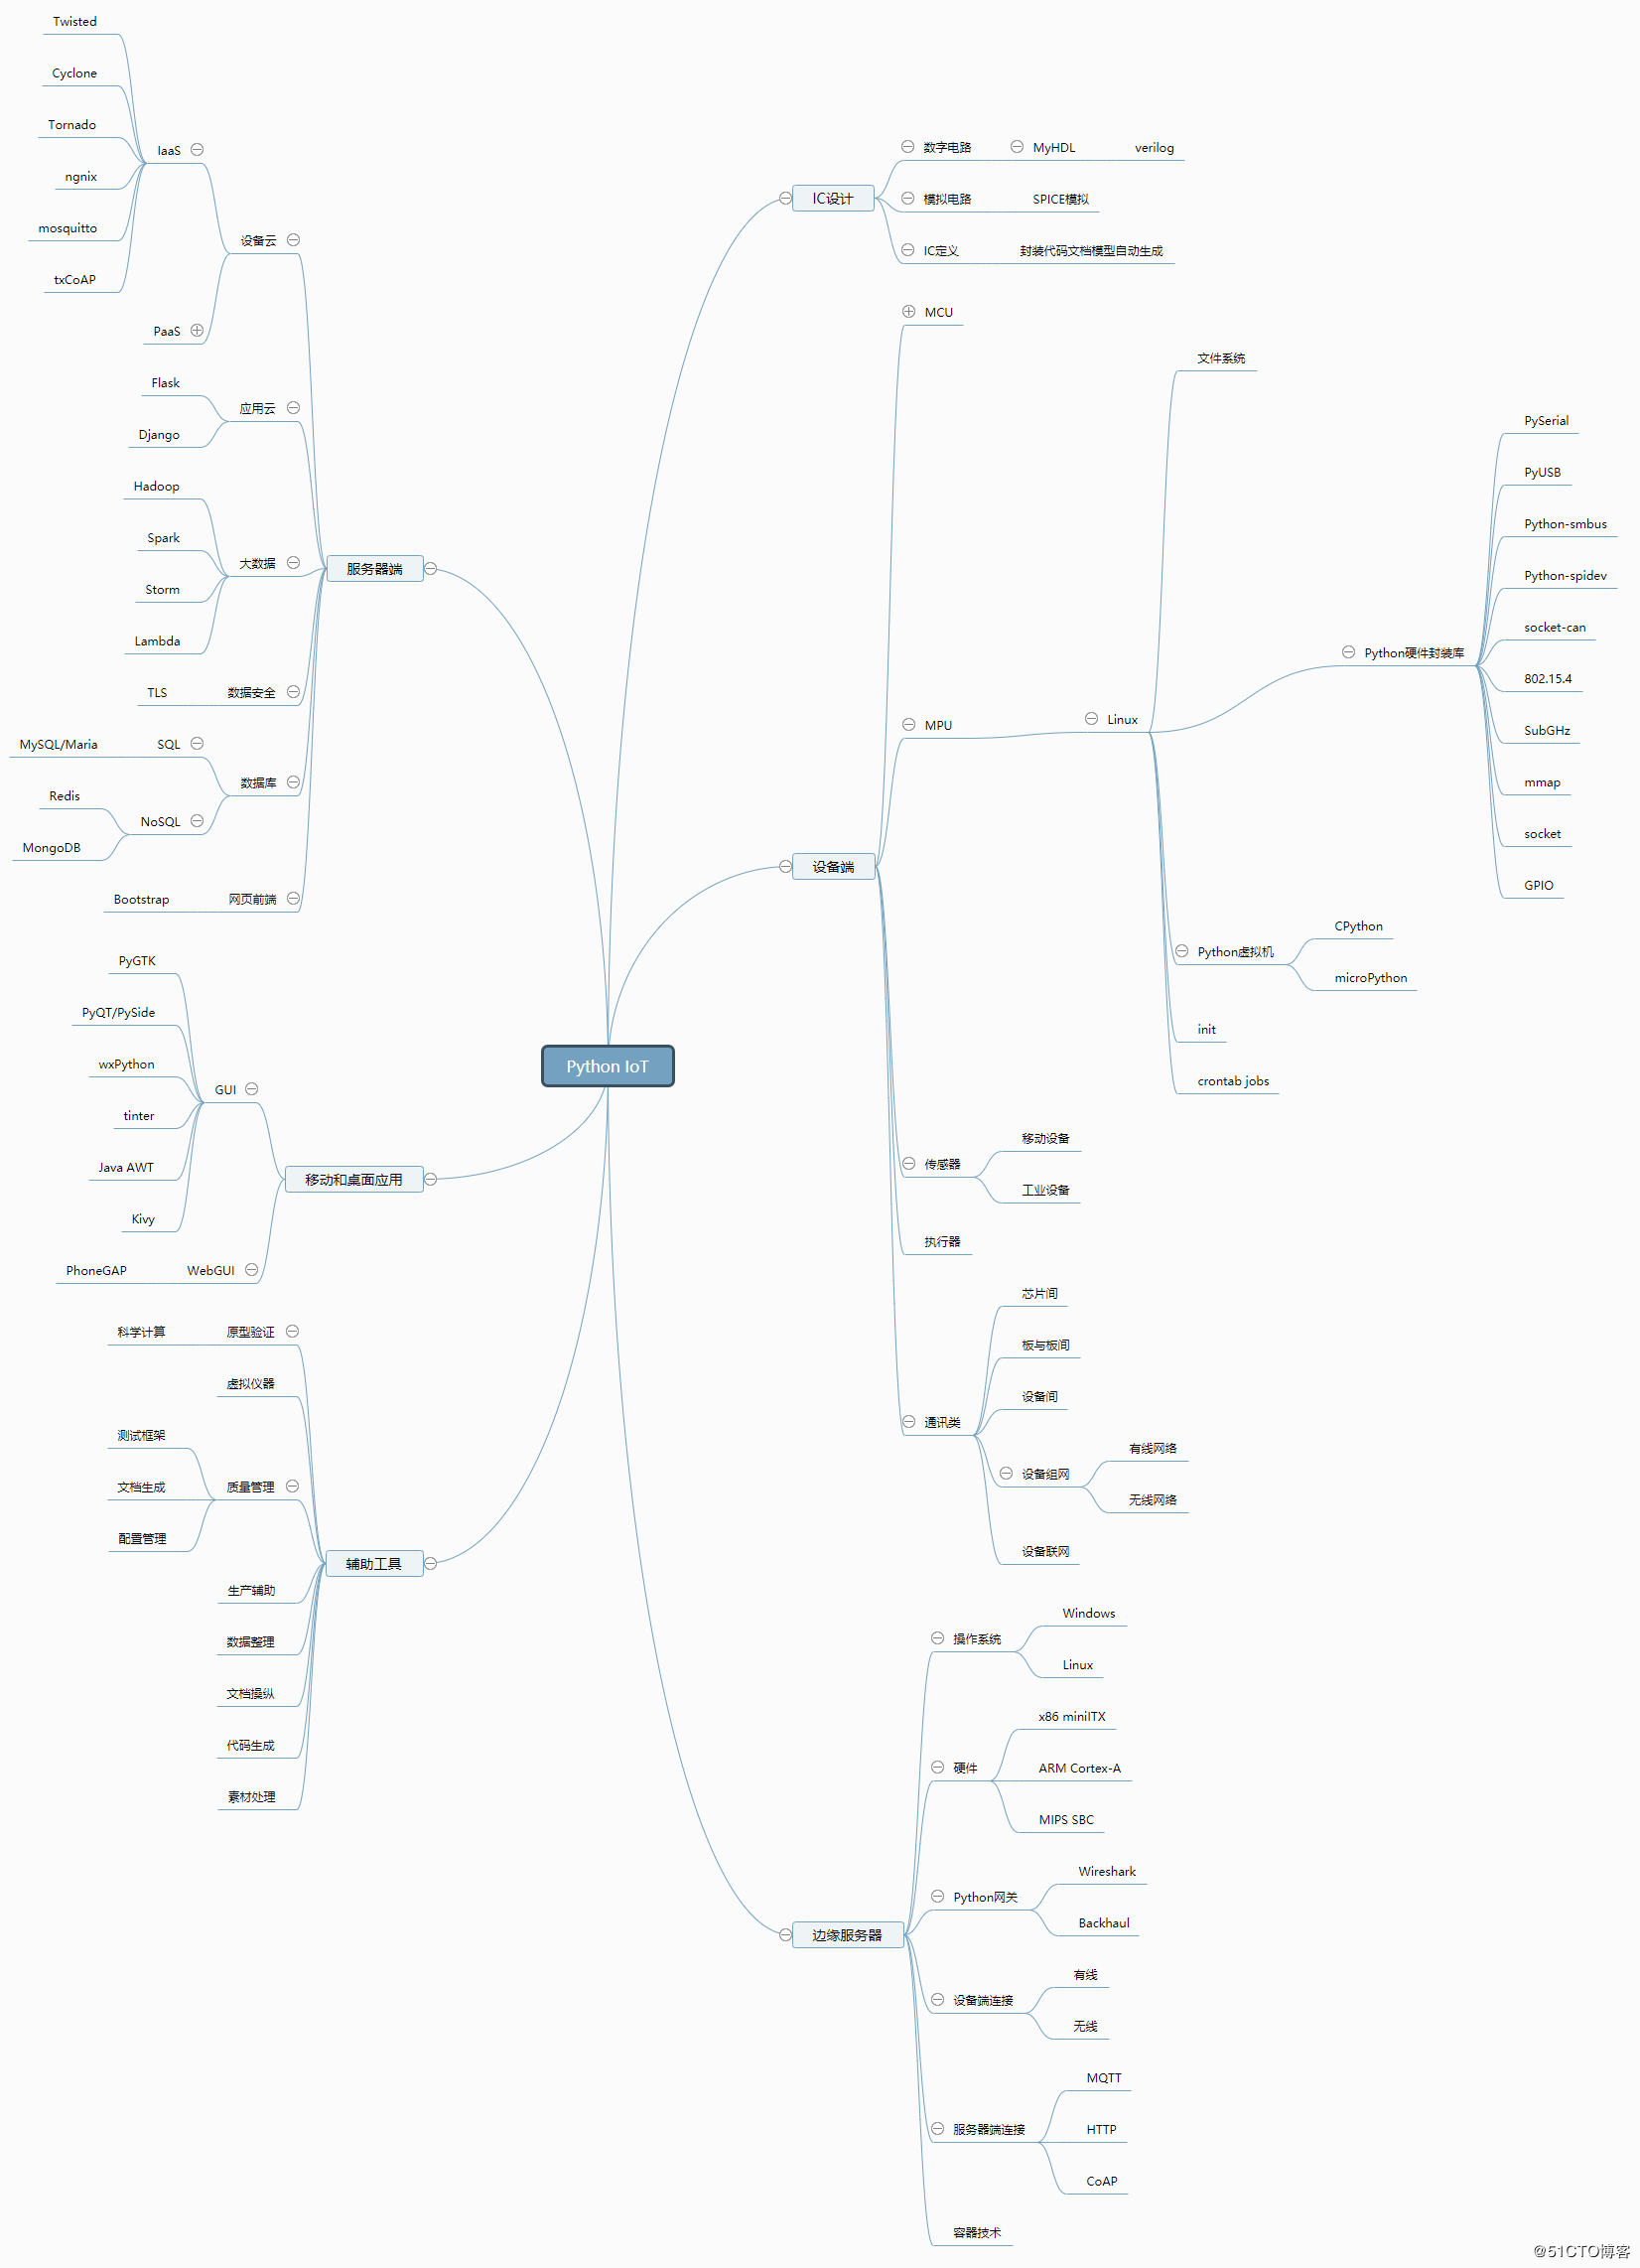 Python IoT
IC设计
数字电路
MyHDL
verilog
模拟电路
SPICE模拟
IC定义
封装代码文档模型自动生成
设备端
MCU
MPU
Linux
文件系统
Python硬件封装库
PySerial
PyUSB
Python-smbus
Python-spidev
socket-can
802.15.4
SubGHz
mmap
socket
GPIO
Python虚拟机
CPython
microPython
init
crontab jobs
传感器
移动设备
工业设备
执行器
通讯类
芯片间
板与板间
设备间
设备组网
有线网络
无线网络
设备联网
边缘服务器
操作系统
Windows
Linux
硬件
x86 miniITX
ARM Cortex-A
MIPS SBC
Python网关
Wireshark
Backhaul
设备端连接
有线
无线
服务器端连接
MQTT
HTTP
CoAP
容器技术
服务器端
设备云
IaaS
Twisted
Cyclone
Tornado
ngnix
mosquitto
txCoAP
PaaS
应用云
Flask
Django
大数据
Hadoop
Spark
Storm
Lambda
数据安全
TLS
数据库
SQL
MySQL/Maria
NoSQL
Redis
MongoDB
网页前端
Bootstrap
移动和桌面应用
GUI
PyGTK
PyQT/PySide
wxPython
tinter
Java AWT
Kivy
WebGUI
PhoneGAP
辅助工具
原型验证
科学计算
虚拟仪器
质量管理
测试框架
文档生成
配置管理
生产辅助
数据整理
文档操纵
代码生成
素材处理
@51CTO博客